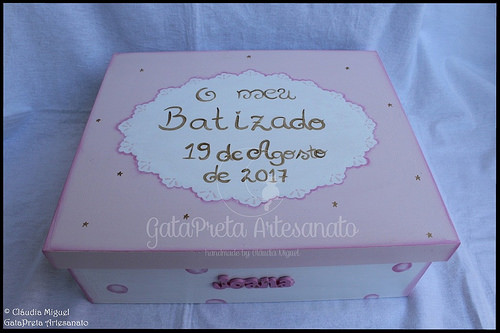 O meu
Batizado
19 de Agosto
de 2017
GataPreta Artesanato
handmade by Cláudia Miguel
Joana
© Cláudia Miguel
GataPreta Artesanato